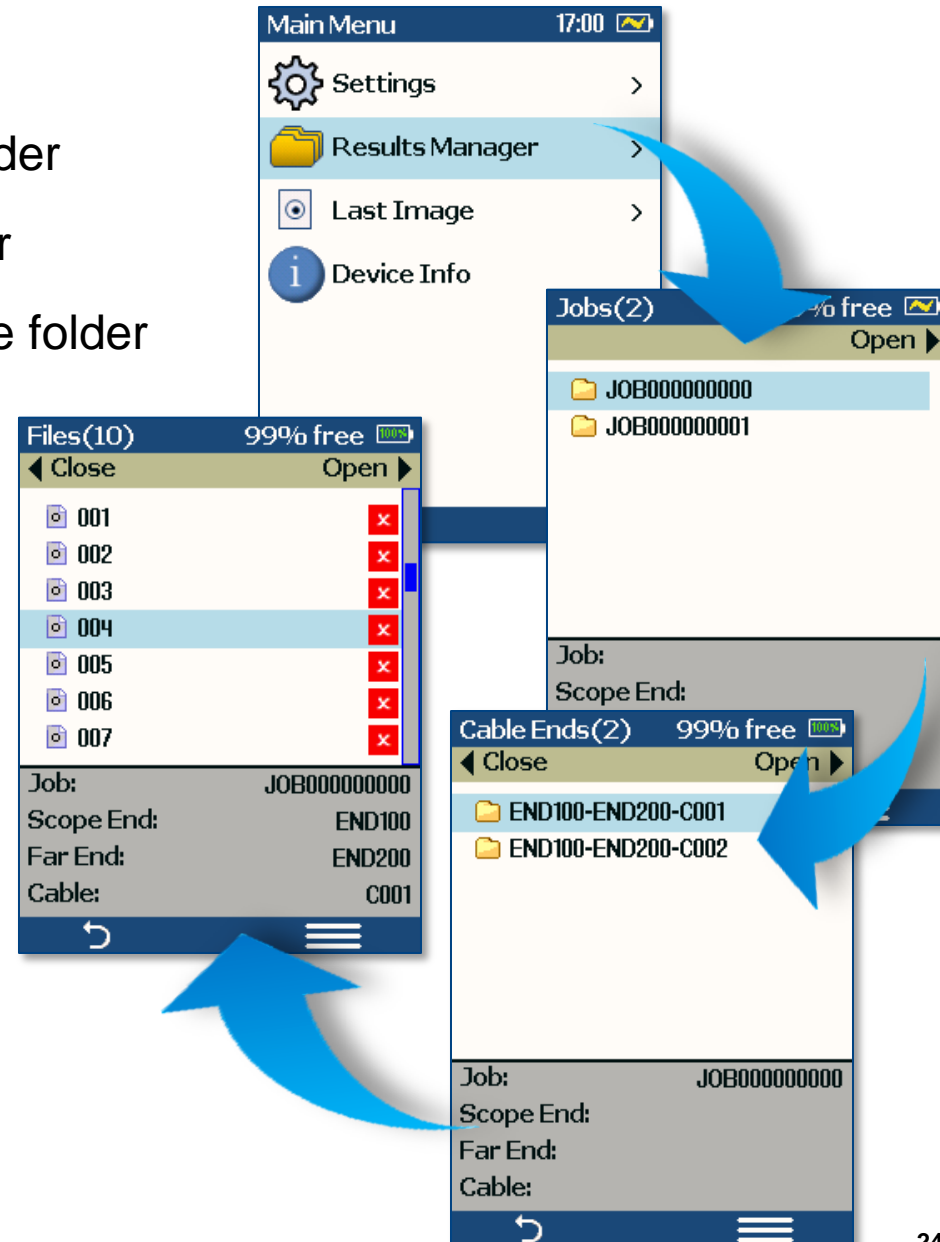 der
r
e folder
Main Menu 17:00
Settings >
Results Manager >
Last Image >
i Device Info
Jobs(2) % free
Open
JOB000000000
JOB000000001
Job:
Scope End:
Files(10) 99% free 100%
Close Open
001 x
002 x
003 x
004 x
005 x
006 x
007 x
Job: JOB000000000
Scope End: END100
Far End: END200
Cable: C001
Cable Ends(2) 99% free 100%
Close Open
END100-END200-C001
END100-END200-C002
Job: JOB000000000
Scope End:
Far End:
Cable:
24